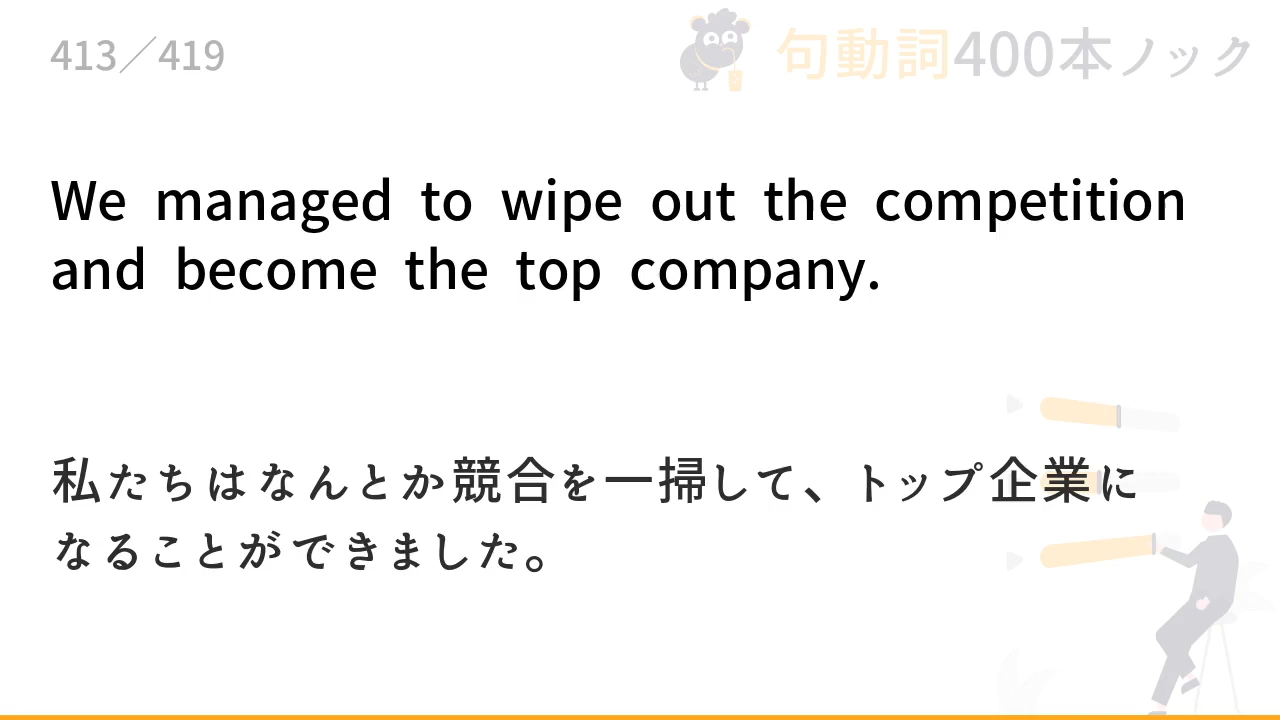 413／419
句動詞400本ノック
We managed to wipe out the competition
and become the top company.
私たちはなんとか競合を一掃して、トップ企業に
なることができました。